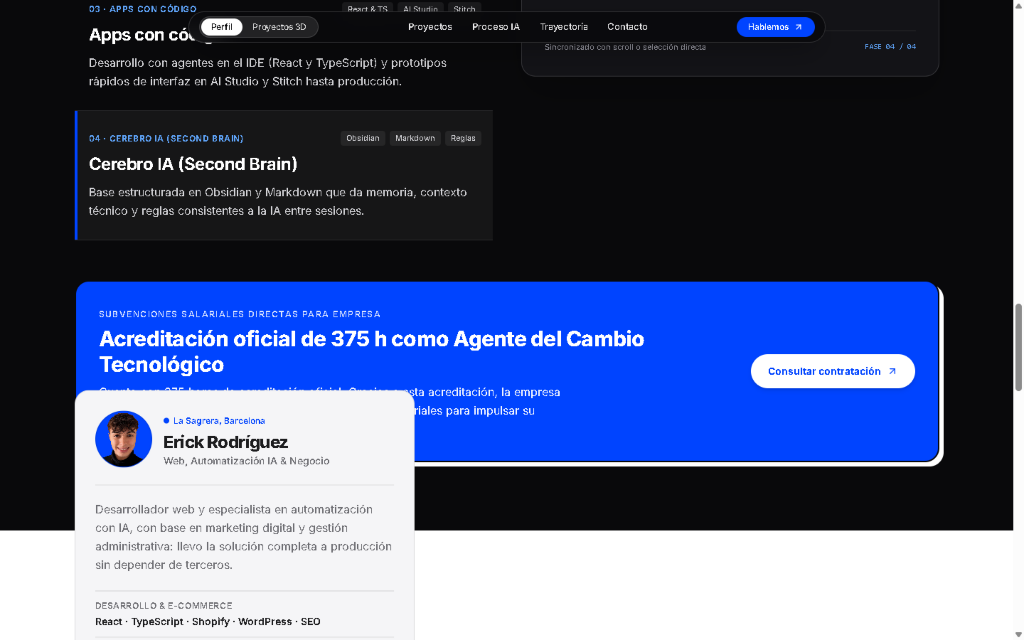 03 · APPS CON CÓDIGO
React & TS AI Studio Stitch
Perfil Proyectos 3D Proyectos Proceso IA Trayectoria Contacto Hablemos
Apps con
Desarrollo con agentes en el IDE (React y TypeScript) y prototipos
rápidos de interfaz en AI Studio y Stitch hasta producción.
Sincronizado con scroll o selección directa
FASE 04 / 04
04 · CEREBRO IA (SECOND BRAIN)
Obsidian Markdown Reglas
Cerebro IA (Second Brain)
Base estructurada en Obsidian y Markdown que da memoria, contexto
técnico y reglas consistentes a la IA entre sesiones.
SUBVENCIONES SALARIALES DIRECTAS PARA EMPRESA
Acreditación oficial de 375 h como Agente del Cambio
Tecnológico
Consultar contratación
esta acreditación, la empresa
para impulsar su
La Sagrera, Barcelona
Erick Rodríguez
Web, Automatización IA & Negocio
Desarrollador web y especialista en automatización
con IA, con base en marketing digital y gestión
administrativa: llevo la solución completa a producción
sin depender de terceros.
DESARROLLO & E-COMMERCE
React · TypeScript · Shopify · WordPress · SEO